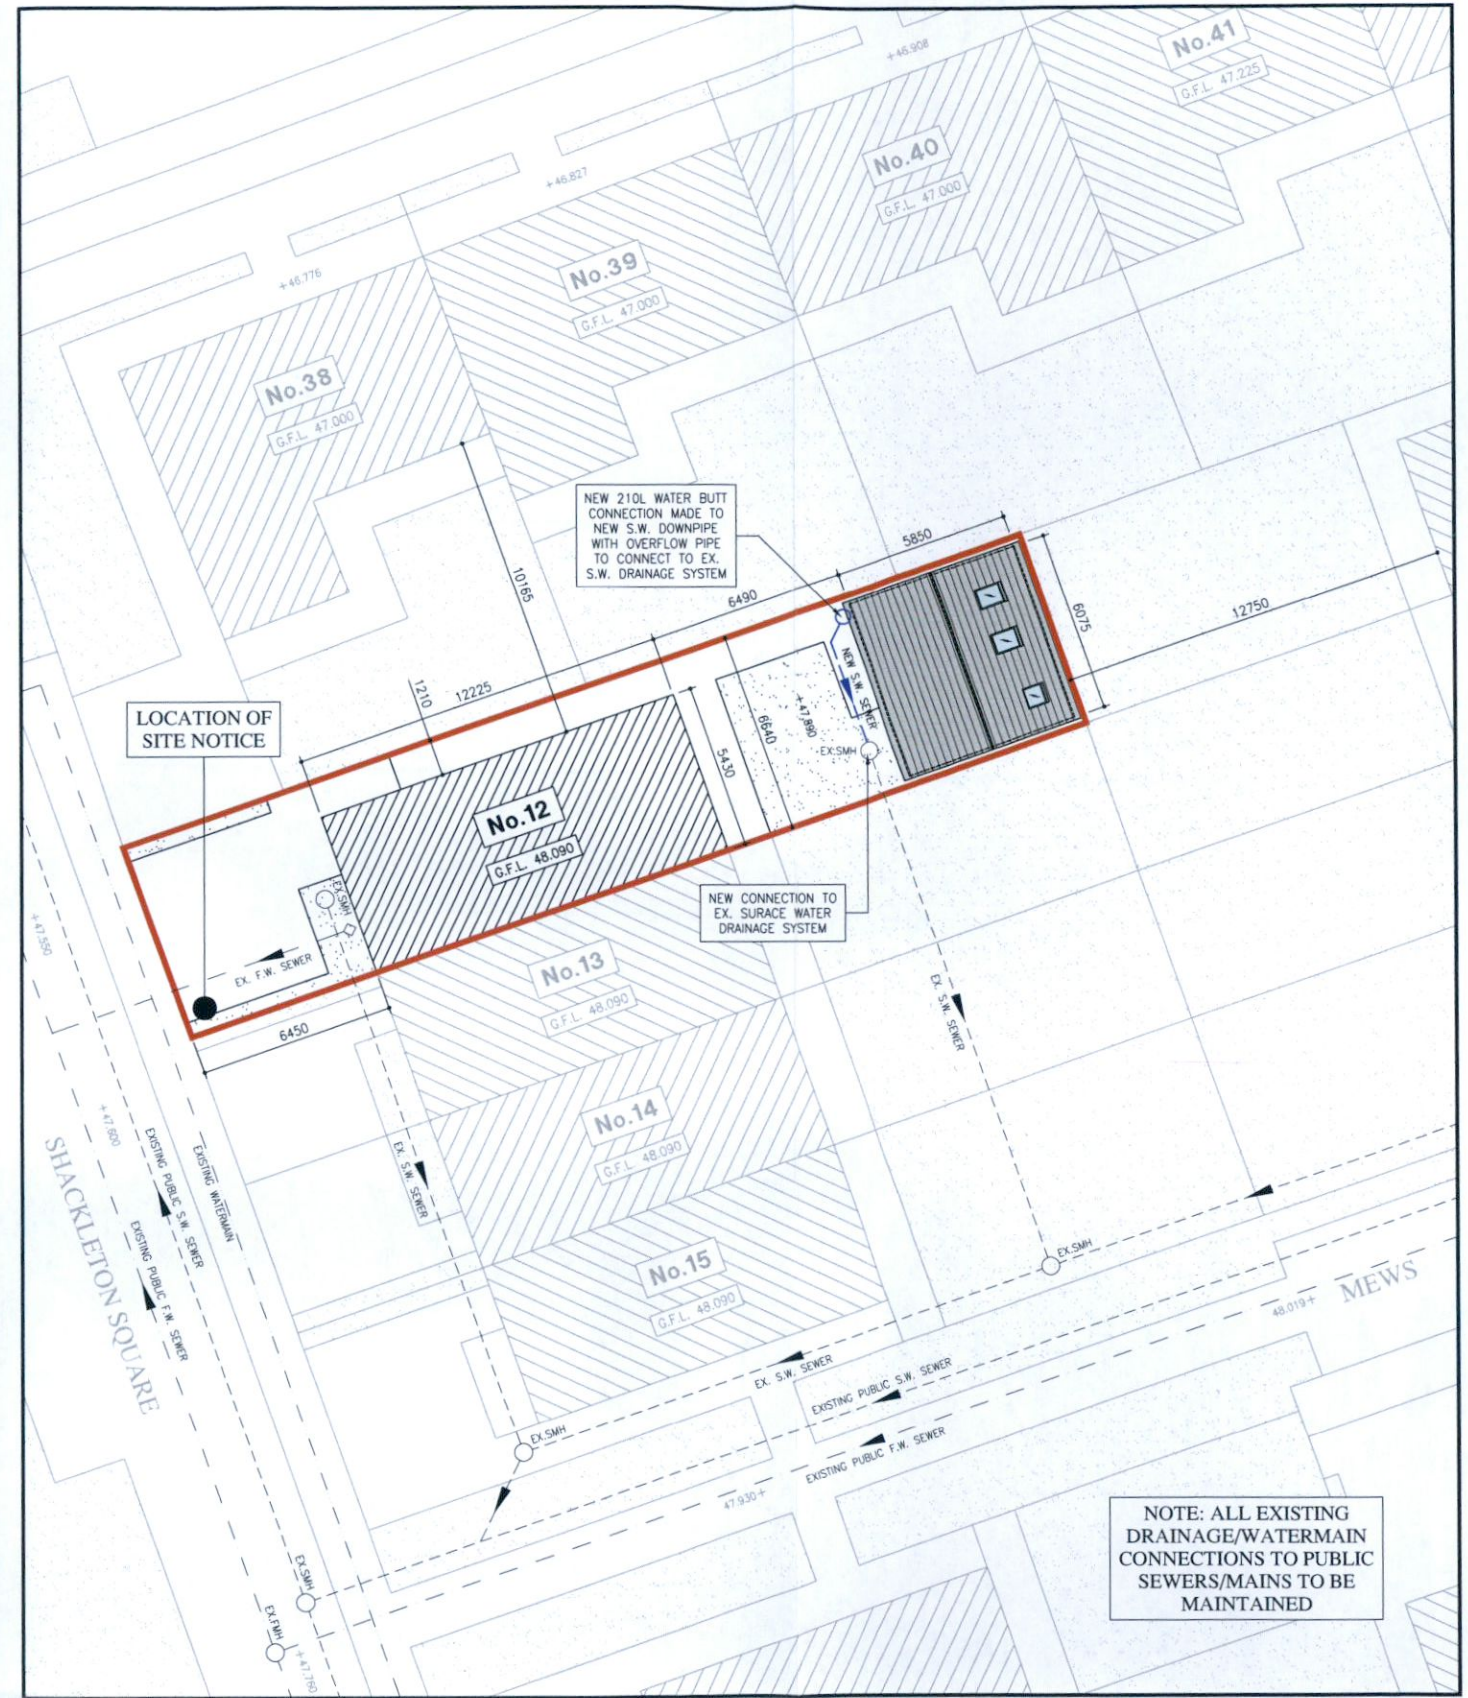 No.41
G.F.L. 47.225
+46.908
No.40
G.F.L. 47.000
+46.827
No.39
G.F.L. 47.000
+46.776
No.38
G.F.L. 47.000
NEW 210L WATER BUTT
CONNECTION MADE TO
NEW S.W. DOWNPIPE
WITH OVERFLOW PIPE
TO CONNECT TO EX.
S.W. DRAINAGE SYSTEM
5850
10165
6490
6075
12750
1210
12225
LOCATION OF
SITE NOTICE
NEW S.W. SEWER
+47.890
6640
EX.SMH
5430
No.12
G.F.L. 48.090
EX.SMH
NEW CONNECTION TO
EX. SURACE WATER
DRAINAGE SYSTEM
+47.550
EX. F.W. SEWER
No.13
G.F.L. 48.090
6450
EX. S.W. SEWER
+47.600
No.14
G.F.L. 48.090
EX. S.W. SEWER
EXISTING PUBLIC S.W. SEWER
EXISTING WATERMAIN
EXISTING PUBLIC F.W. SEWER
SHACKLETON SQUARE
No.15
G.F.L. 48.090
EX.SMH
MEWS
48.019+
EX. S.W. SEWER
EXISTING PUBLIC S.W. SEWER
EX.SMH
EXISTING PUBLIC F.W. SEWER
47.930+
NOTE: ALL EXISTING
DRAINAGE/WATERMAIN
CONNECTIONS TO PUBLIC
SEWERS/MAINS TO BE
MAINTAINED
EX.SMH
EX.FMH
+47.760